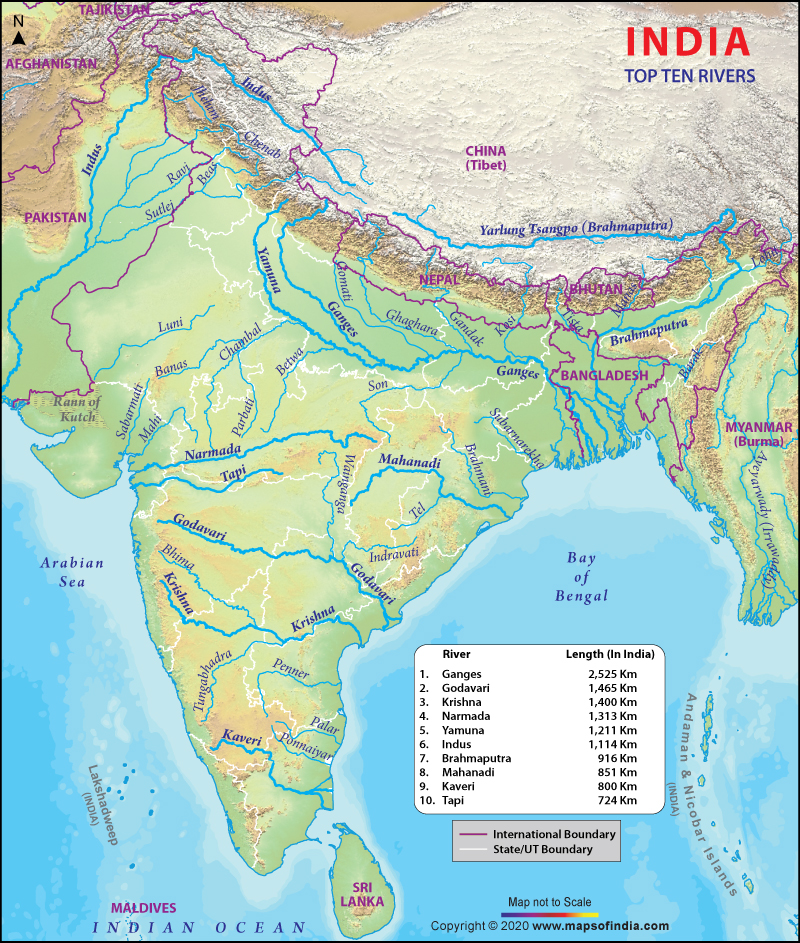 TAJIKISTAN
N
INDIA
TOP TEN RIVERS
AFGHANISTAN
Indus
Indus
Jhelum
Chenab
CHINA
(Tibet)
Ravi
Beas
Sutlej
PAKISTAN
Yarlung Tsangpo (Brahmaputra)
Lohit
Yamuna
Gomati
NEPAL
BHUTAN
Manas
Ganges
Ghaghara
Gandak
Kosi
Tista
Brahmaputra
Luni
Chambal
Banas
Betwa
Parbati
Son
Ganges
BANGLADESH
Barak
Rann of
Kutch
Sabarmati
Mahi
MYANMAR
(Burma)
Narmada
Tapi
Wainganga
Mahanadi
Brahmani
Subarnarekha
Ayeyarwady (Irrawaddy)
Tel
Godavari
Indravati
Bhima
Godavari
Arabian
Sea
Bay
of
Bengal
Krishna
Krishna
Tungabhadra
Penner
Palar
Ponnaiyar
Kaveri
River Length (In India)
1. Ganges 2,525 Km
2. Godavari 1,465 Km
3. Krishna 1,400 Km
4. Narmada 1,313 Km
5. Yamuna 1,211 Km
6. Indus 1,114 Km
7. Brahmaputra 916 Km
8. Mahanadi 851 Km
9. Kaveri 800 Km
10. Tapi 724 Km
Andaman & Nicobar Islands
(INDIA)
Lakshadweep
(INDIA)
International Boundary
State/UT Boundary
SRI
LANKA
MALDIVES
INDIAN OCEAN
Map not to Scale
Copyright © 2020 www.mapsofindia.com